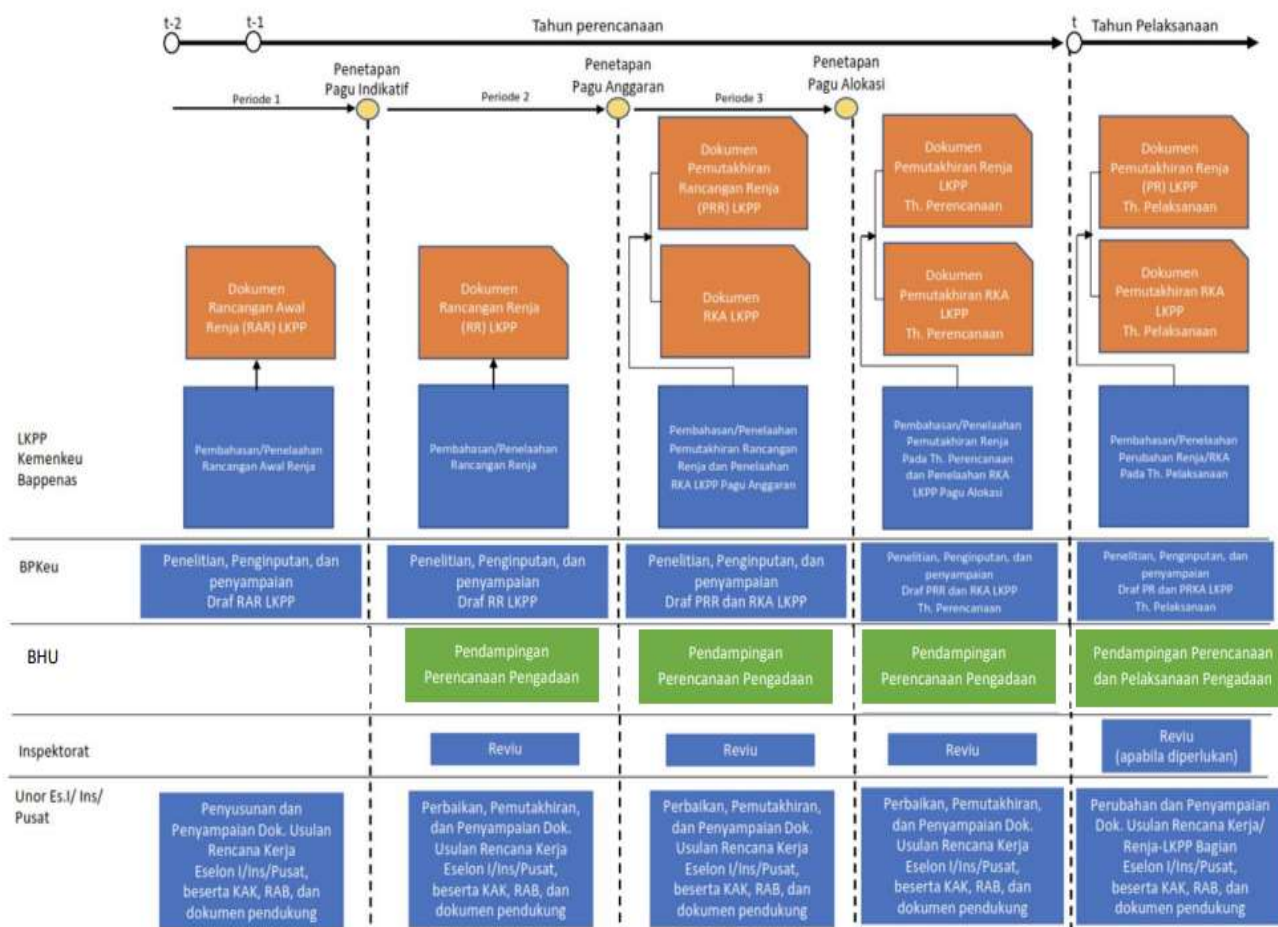 t-2
t-1
Tahun perencanaan
t
Tahun Pelaksanaan
Penetapan
Pagu Indikatif
Penetapan
Pagu Anggaran
Penetapan
Pagu Alokasi
Periode 1
Periode 2
Periode 3
Dokumen
Pemutakhiran
Rancangan Renja
(PRR) LKPP
Dokumen
Pemutakhiran Renja
LKPP
Th. Perencanaan
Dokumen
Pemutakhiran Renja
(PR) LKPP
Th. Pelaksanaan
Dokumen
Rancangan Awal
Renja (RAR) LKPP
Dokumen
Rancangan Renja
(RR) LKPP
Dokumen
RKA LKPP
Dokumen
Pemutakhiran RKA
LKPP
Th. Perencanaan
Dokumen
Pemutakhiran RKA
LKPP
Th. Pelaksanaan
LKPP
Kemenkeu
Bappenas
Pembahasan/Penelaahan
Rancangan Awal Renja
Pembahasan/Penelaahan
Rancangan Renja
Pembahasan/Penelaahan
Pemutakhiran Rancangan
Renja dan Penelaahan
RKA LKPP Pagu Anggaran
Pembahasan/Penelaahan
Pemutakhiran Renja
Pada Th. Perencanaan
dan Penelaahan RKA
LKPP Pagu Alokasi
Pembahasan/Penelaahan
Perubahan Renja/RKA
Pada Th. Pelaksanaan
BPKeu
Penelitian, Penginputan, dan
penyampaian
Draf RAR LKPP
Penelitian, Penginputan, dan
penyampaian
Draf RR LKPP
Penelitian, Penginputan, dan
penyampaian
Draf PRR dan RKA LKPP
Penelitian, Penginputan, dan
penyampaian
Draf PRR dan RKA LKPP
Th. Perencanaan
Penelitian, Penginputan, dan
penyampaian
Draf PR dan PRKA LKPP
Th. Pelaksanaan
BHU
Pendampingan
Perencanaan Pengadaan
Pendampingan
Perencanaan Pengadaan
Pendampingan
Perencanaan Pengadaan
Pendampingan Perencanaan
dan Pelaksanaan Pengadaan
Inspektorat
Reviu
Reviu
Reviu
Reviu
(apabila diperlukan)
Unor Es.I/ Ins/
Pusat
Penyusunan dan
Penyampaian Dok. Usulan
Rencana Kerja
Eselon I/Ins/Pusat,
beserta KAK, RAB, dan
dokumen pendukung
Perbaikan, Pemutakhiran,
dan Penyampaian Dok.
Usulan Rencana Kerja
Eselon I/Ins/Pusat,
beserta KAK, RAB, dan
dokumen pendukung
Perbaikan, Pemutakhiran,
dan Penyampaian Dok.
Usulan Rencana Kerja
Eselon I/Ins/Pusat,
beserta KAK, RAB, dan
dokumen pendukung
Perbaikan, Pemutakhiran,
dan Penyampaian Dok.
Usulan Rencana Kerja
Eselon I/Ins/Pusat,
beserta KAK, RAB, dan
dokumen pendukung
Perubahan dan Penyampaian
Dok. Usulan Rencana Kerja/
Renja-LKPP Bagian
Eselon I/Ins/Pusat,
beserta KAK, RAB, dan
dokumen pendukung